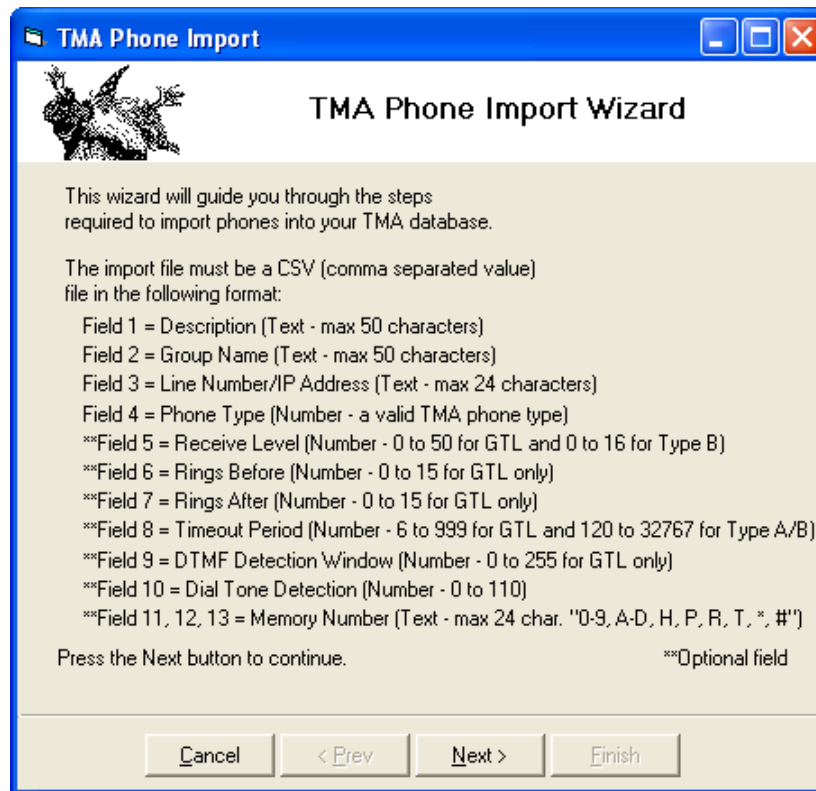 TMA Phone Import
TMA Phone Import Wizard
This wizard will guide you through the steps
required to import phones into your TMA database.
The import file must be a CSV (comma separated value)
file in the following format:
Field 1 = Description (Text - max 50 characters)
Field 2 = Group Name (Text - max 50 characters)
Field 3 = Line Number/IP Address (Text - max 24 characters)
Field 4 = Phone Type (Number - a valid TMA phone type)
**Field 5 = Receive Level (Number - 0 to 50 for GTL and 0 to 16 for Type B)
**Field 6 = Rings Before (Number - 0 to 15 for GTL only)
**Field 7 = Rings After (Number - 0 to 15 for GTL only)
**Field 8 = Timeout Period (Number - 6 to 999 for GTL and 120 to 32767 for Type A/B)
**Field 9 = DTMF Detection Window (Number - 0 to 255 for GTL only)
**Field 10 = Dial Tone Detection (Number - 0 to 110)
**Field 11, 12, 13 = Memory Number (Text - max 24 char. "0-9, A-D, H, P, R, T, *, #")
Press the Next button to continue. **Optional field
Cancel < Prev Next > Finish